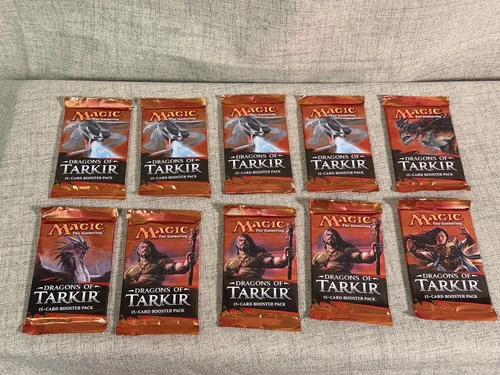 MAGIC
The Gathering
DRAGONS OF
TARKIR
15-CARD BOOSTER PACK
MAGIC
The Gathering
DRAGONS OF
TARKIR
15-CARD BOOSTER PACK
MAGIC
The Gathering
DRAGONS OF
TARKIR
15-CARD BOOSTER PACK
MAGIC
The Gathering
DRAGONS OF
TARKIR
15-CARD BOOSTER PACK
MAGIC
The Gathering
DRAGONS OF
TARKIR
15-CARD BOOSTER PACK
MAGIC
The Gathering
DRAGONS OF
TARKIR
15-CARD BOOSTER PACK
MAGIC
The Gathering
DRAGONS OF
TARKIR
15-CARD BOOSTER PACK
MAGIC
The Gathering
DRAGONS OF
TARKIR
15-CARD BOOSTER PACK
MAGIC
The Gathering
DRAGONS OF
TARKIR
15-CARD BOOSTER PACK
MAGIC
The Gathering
DRAGONS OF
TARKIR
15-CARD BOOSTER PACK